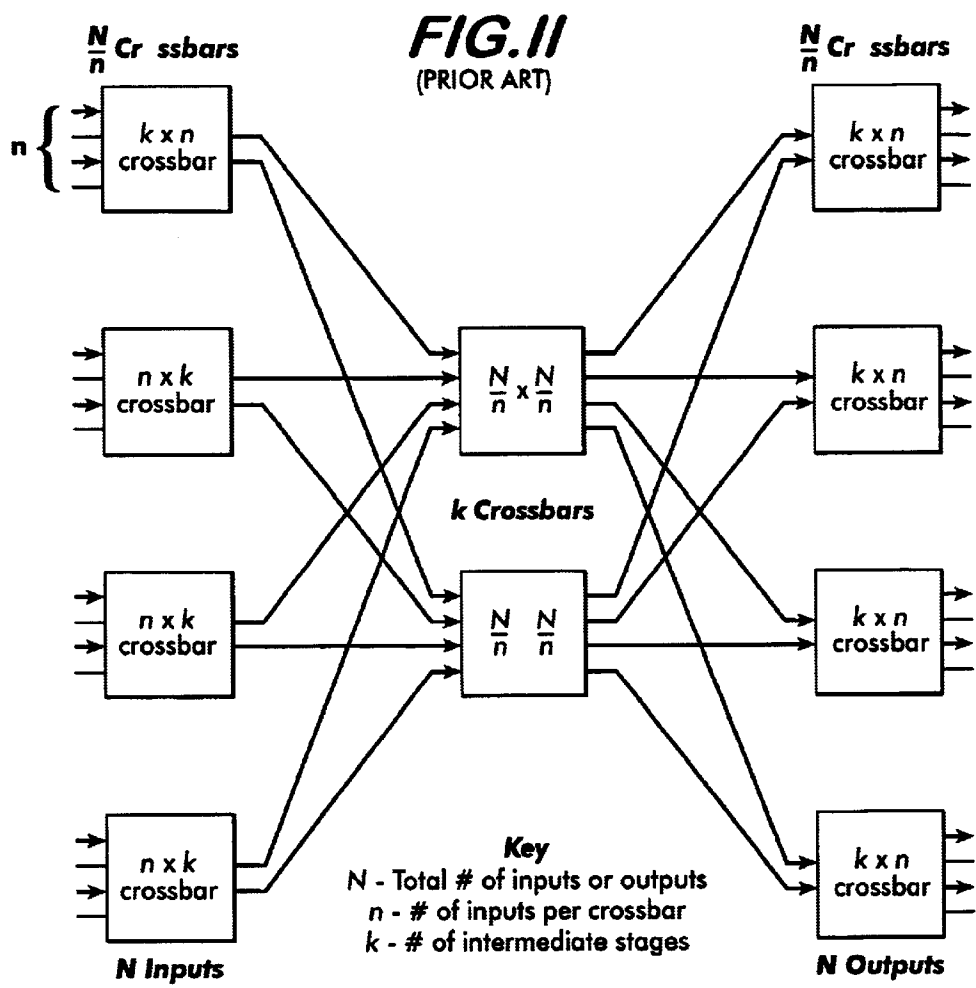 FIG.II
(PRIOR ART)
N/n Cr ssbars
N/n Cr ssbars
n {
k x n
crossbar
k x n
crossbar
n x k
crossbar
N/n x N/n
k x n
crossbar
k Crossbars
n x k
crossbar
N/n N/n
k x n
crossbar
n x k
crossbar
k x n
crossbar
Key
N - Total # of inputs or outputs
n - # of inputs per crossbar
k - # of intermediate stages
N Inputs
N Outputs